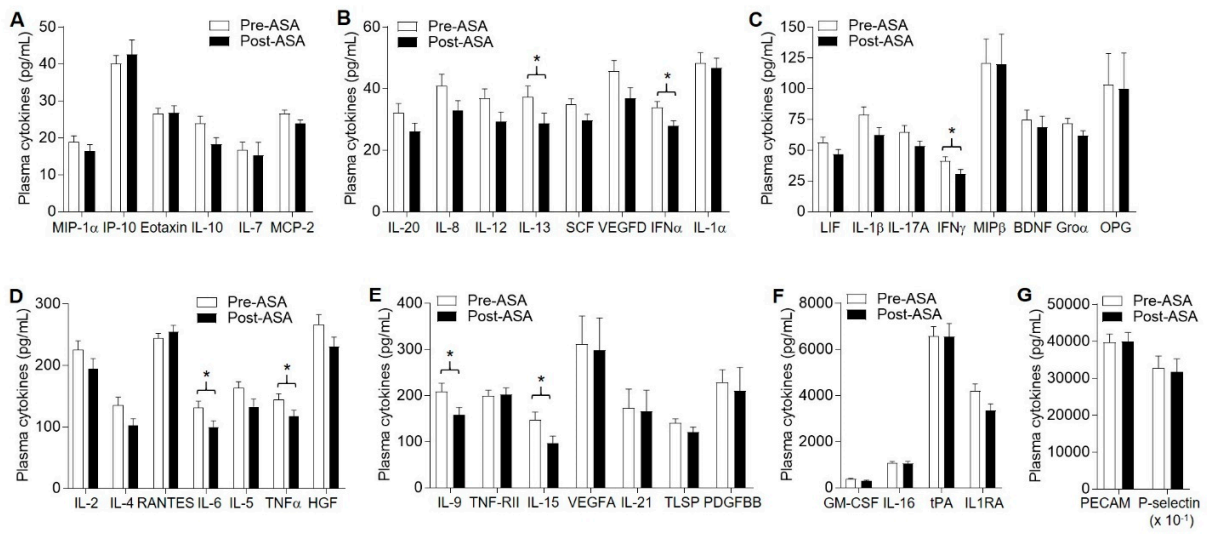 A
Plasma cytokines (pg/mL)
60
40
20
0
Pre-ASA
Post-ASA
MIP-1α IP-10 Eotaxin IL-10 IL-7 MCP-2
B
Plasma cytokines (pg/mL)
60
40
20
0
Pre-ASA
Post-ASA
*
*
IL-20 IL-8 IL-12 IL-13 SCF VEGFD IFNα IL-1α
C
Plasma cytokines (pg/mL)
150
125
100
75
50
25
0
Pre-ASA
Post-ASA
*
LIF IL-1β IL-17A IFNγ MIPβ BDNF Groα OPG
D
Plasma cytokines (pg/mL)
300
200
100
0
Pre-ASA
Post-ASA
*
*
IL-2 IL-4 RANTES IL-6 IL-5 TNFα HGF
E
Plasma cytokines (pg/mL)
400
300
200
100
0
Pre-ASA
Post-ASA
*
*
IL-9 TNF-RII IL-15 VEGFA IL-21 TLSP PDGFBB
F
Plasma cytokines (pg/mL)
8000
6000
4000
2000
0
Pre-ASA
Post-ASA
GM-CSF IL-16 tPA IL1RA
G
Plasma cytokines (pg/mL)
50000
40000
30000
20000
10000
0
Pre-ASA
Post-ASA
PECAM P-selectin
(x 10⁻¹)